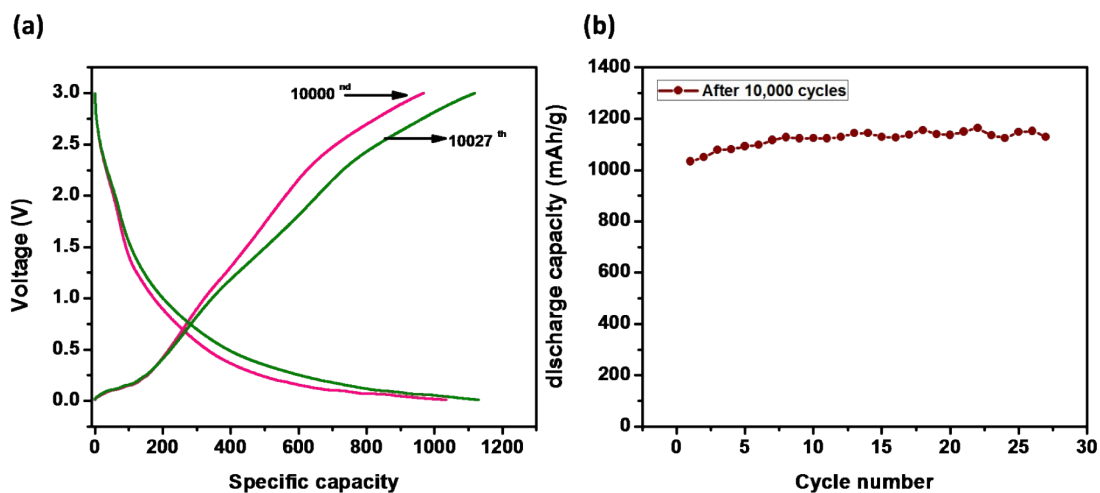 (a)
(b)
3.0
2.5
2.0
1.5
1.0
0.5
0.0
Voltage (V)
10000 nd
10027 th
0 200 400 600 800 1000 1200
Specific capacity
1400
1200
1000
800
600
400
200
0
discharge capacity (mAh/g)
After 10,000 cycles
0 5 10 15 20 25 30
Cycle number